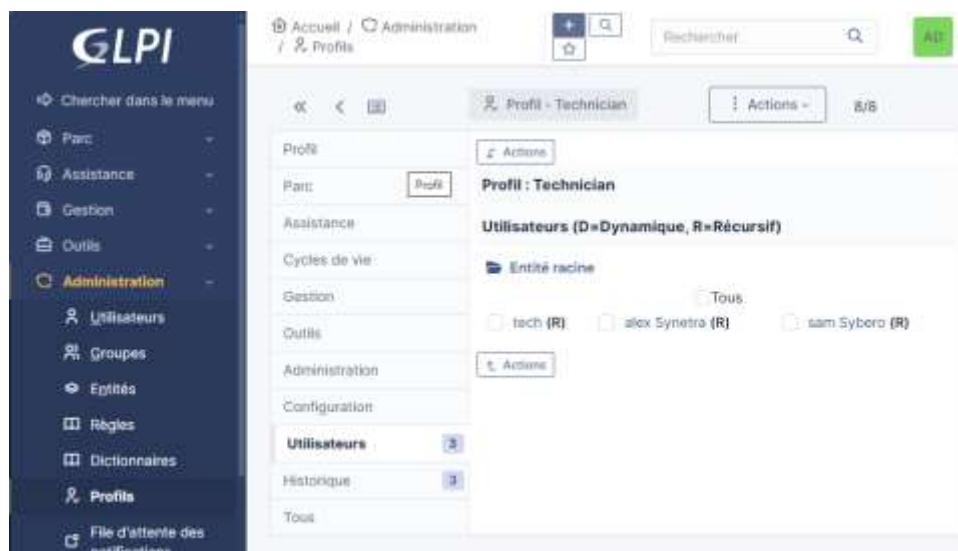 GLPI
Chercher dans le menu
Parc
Assistance
Gestion
Outils
Administration
Utilisateurs
Groupes
Entités
Règles
Dictionnaires
Profils
File d'attente des
notifications
Accueil / Administration
/ Profils
Rechercher
AD
Profil - Technician
Actions
8/8
Profil
Parc
Profil
Assistance
Cycles de vie
Gestion
Outils
Administration
Configuration
Utilisateurs 3
Historique 3
Tous
Actions
Profil : Technician
Utilisateurs (D=Dynamique, R=Récursif)
Entité racine
Tous
tech (R) alex Synetra (R) sam Sybero (R)
Actions